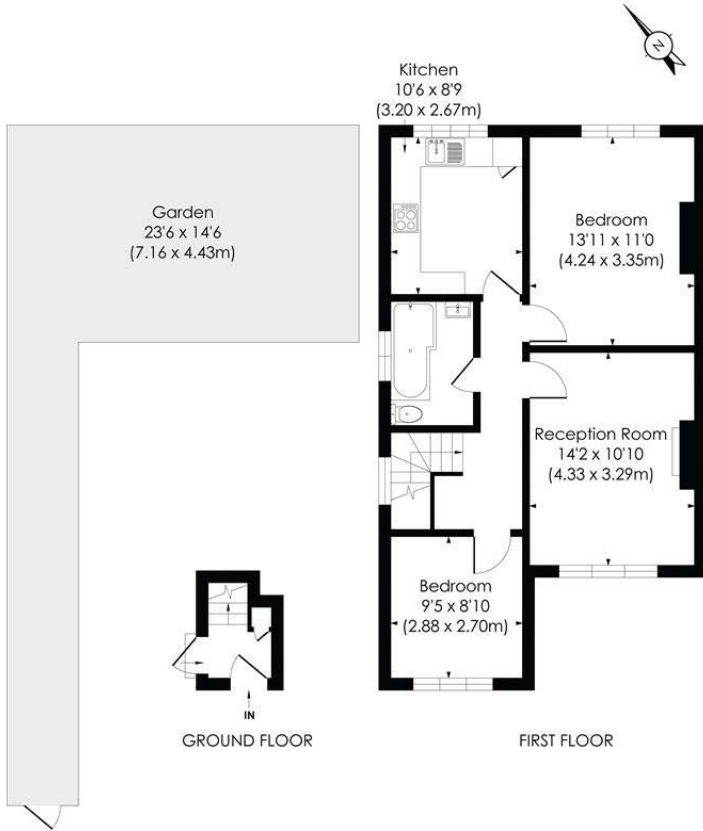 N
Kitchen
10'6 x 8'9
(3.20 x 2.67m)
Garden
23'6 x 14'6
(7.16 x 4.43m)
Bedroom
13'11 x 11'0
(4.24 x 3.35m)
Reception Room
14'2 x 10'10
(4.33 x 3.29m)
Bedroom
9'5 x 8'10
(2.88 x 2.70m)
IN
GROUND FLOOR
FIRST FLOOR